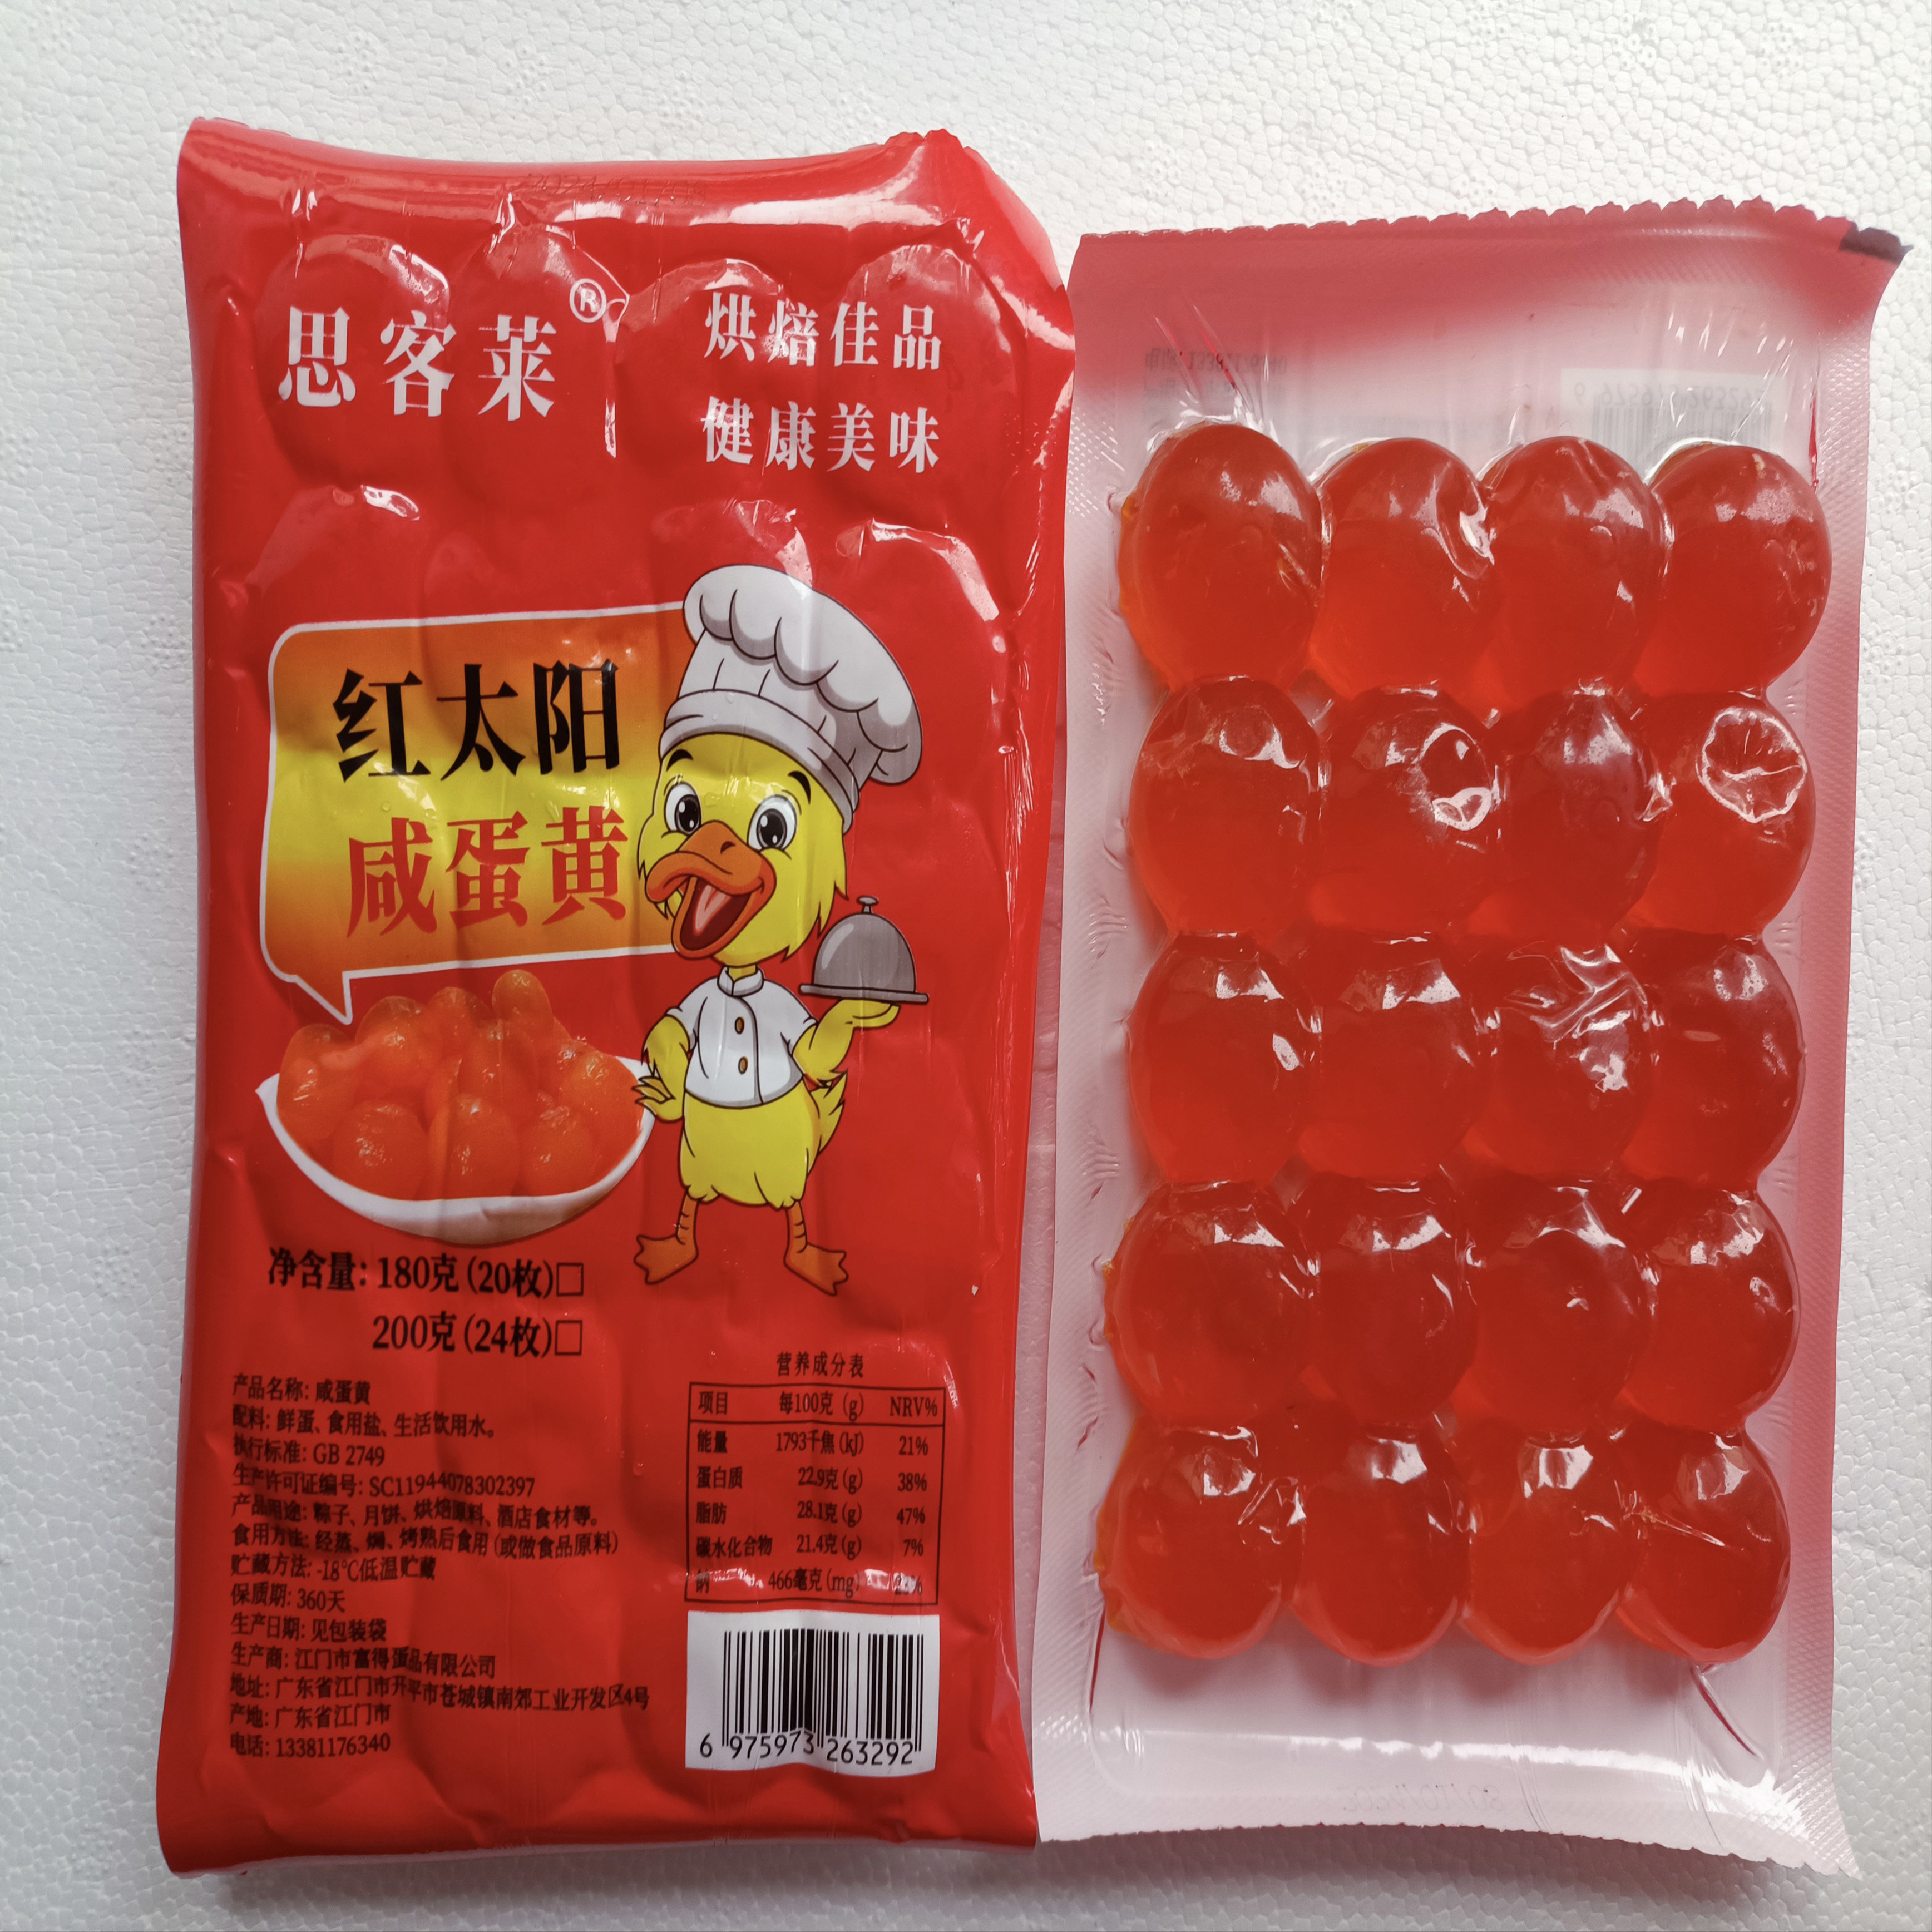 思客莱®
烘焙佳品
健康美味
红太阳
咸蛋黄
净含量: 180克(20枚)□
200克(24枚)□
产品名称: 咸蛋黄
配料: 鲜蛋、食用盐、生活饮用水。
执行标准: GB 2749
生产许可证编号: SC11944078302397
产品用途: 粽子、月饼、烘焙原料、酒店食材等。
食用方法: 经蒸、焗、烤熟后食用(或做食品原料)
贮藏方法: -18℃低温贮藏
保质期: 360天
生产日期: 见包装袋
生产商: 江门市富得蛋品有限公司
地址: 广东省江门市开平市苍城镇南郊工业开发区4号
产地: 广东省江门市
电话: 13381176340
营养成分表
项目 每100克 (g) NRV%
能量 1793千焦(kJ) 21%
蛋白质 22.9克(g) 38%
脂肪 28.1克(g) 47%
碳水化合物 21.4克(g) 7%
钠 466毫克(mg)
6 975973 263292